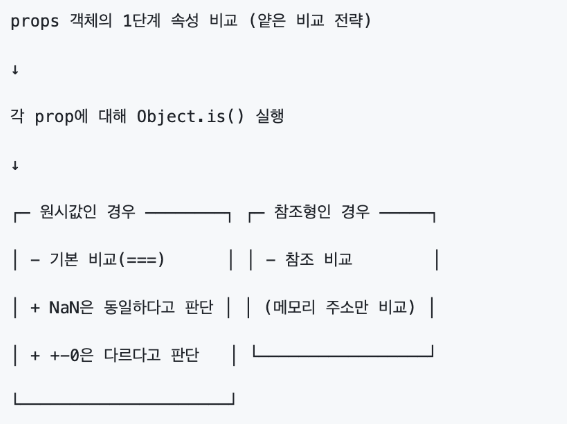 props 객체의 1단계 속성 비교 (얕은 비교 전략)
↓
각 prop에 대해 Object.is() 실행
↓
┌─ 원시값인 경우 ─────────┐ ┌─ 참조형인 경우 ──────┐
│ - 기본 비교(===) │ │ - 참조 비교 │
│ + NaN은 동일하다고 판단 │ │ (메모리 주소만 비교) │
│ + +-0은 다르다고 판단 │ └────────────────────┘
└────────────────────────┘